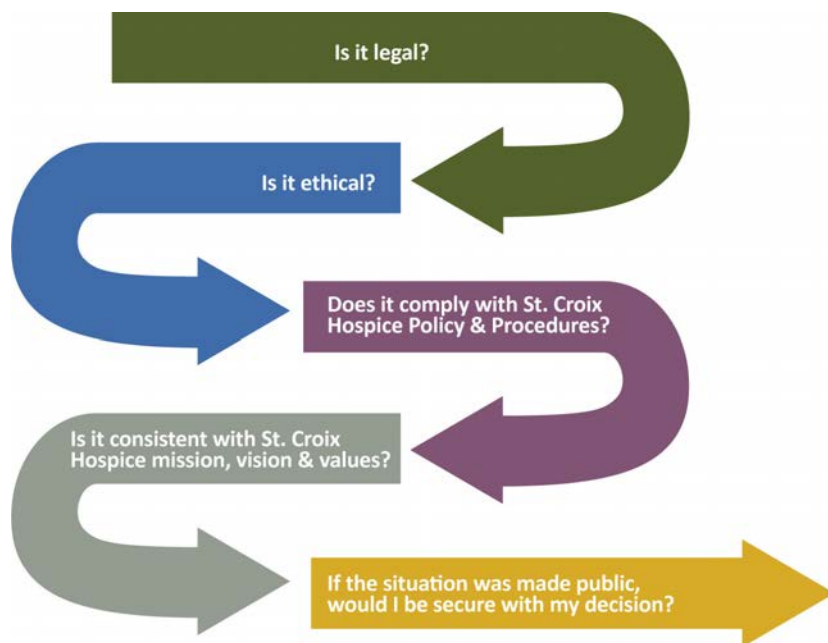 Is it legal?
Is it ethical?
Does it comply with St. Croix
Hospice Policy & Procedures?
Is it consistent with St. Croix
Hospice mission, vision & values?
If the situation was made public,
would I be secure with my decision?